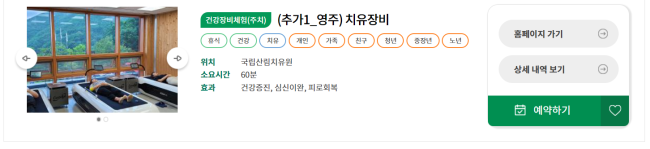 건강장비체험(주차) (추가1_영주) 치유장비
휴식 건강 치유 개인 가족 친구 청년 중장년 노년
위치 국립산림치유원
소요시간 60분
효과 건강증진, 심신이완, 피로회복
홈페이지 가기
상세 내역 보기
예약하기